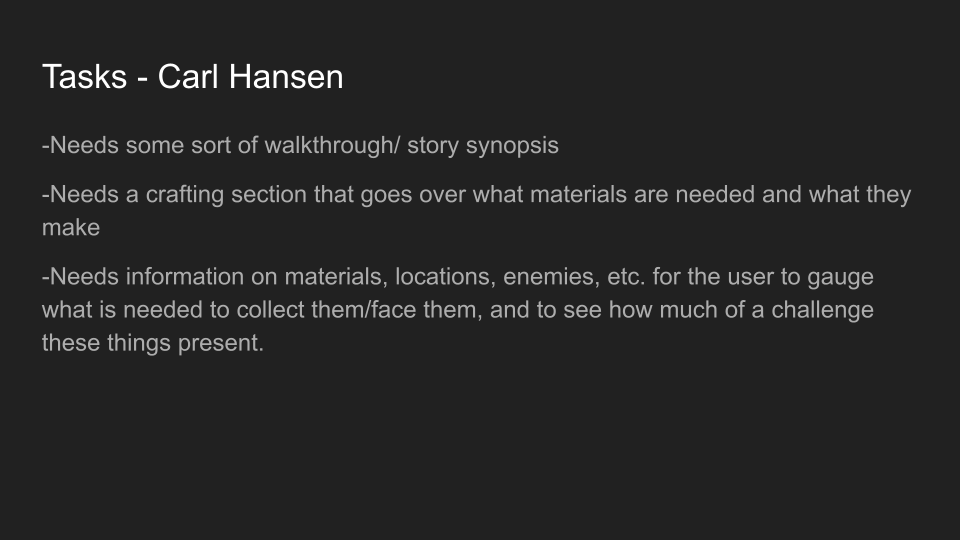 Tasks - Carl Hansen
-Needs some sort of walkthrough/ story synopsis
-Needs a crafting section that goes over what materials are needed and what they
make
-Needs information on materials, locations, enemies, etc. for the user to gauge
what is needed to collect them/face them, and to see how much of a challenge
these things present.